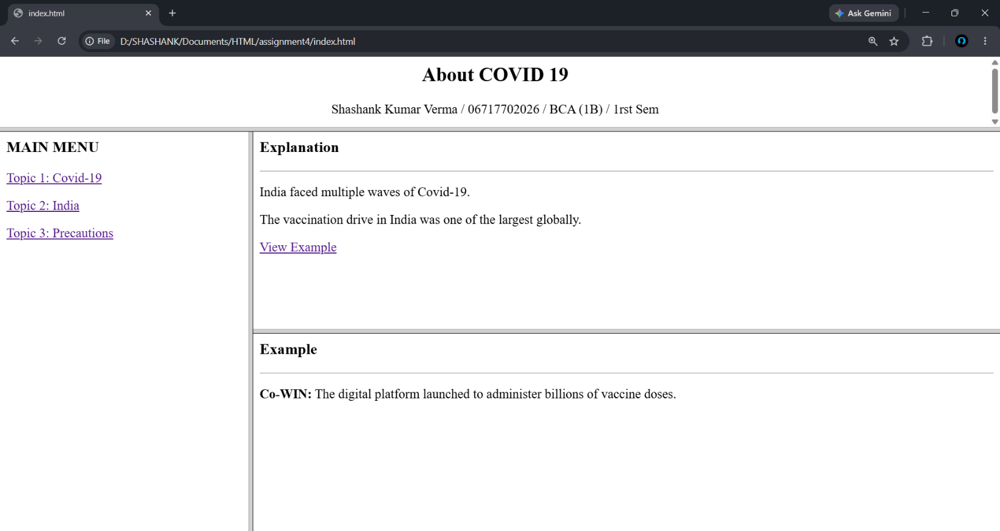 index.html
Ask Gemini
File
D:/SHASHANK/Documents/HTML/assignment4/index.html
About COVID 19
Shashank Kumar Verma / 06717702026 / BCA (1B) / 1rst Sem
MAIN MENU
Topic 1: Covid-19
Topic 2: India
Topic 3: Precautions
Explanation
India faced multiple waves of Covid-19.
The vaccination drive in India was one of the largest globally.
View Example
Example
Co-WIN: The digital platform launched to administer billions of vaccine doses.